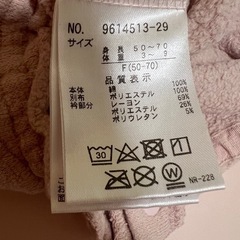 NO. 9614513-29
サイズ
身長 50～70
体重 3～9
F(50-70)
品質表示
本体 綿 100%
別布 ポリエステル 100%
衿部分 レーヨン 69%
ポリエステル 26%
ポリウレタン 5%
30
W
NR-228